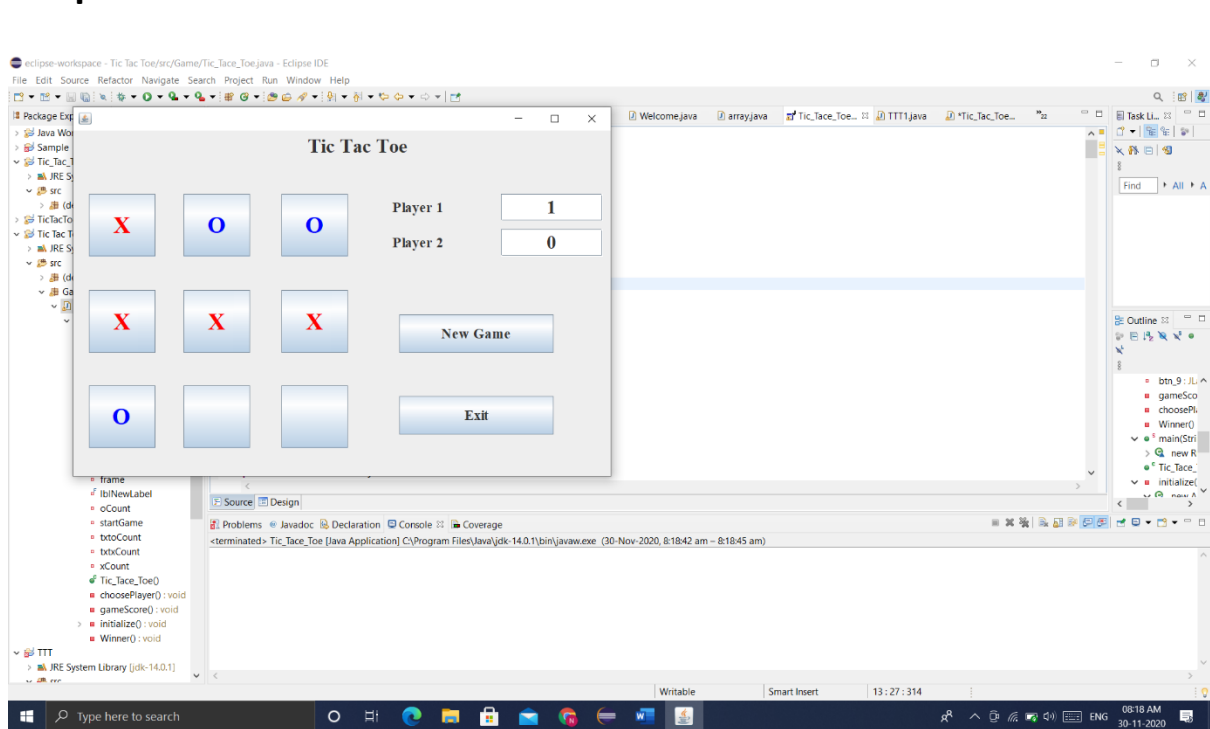 eclipse-workspace - Tic Tac Toe/src/Game/Tic_Tace_Toe.java - Eclipse IDE
File Edit Source Refactor Navigate Search Project Run Window Help
Package Exp
Java Wor
Sample
Tic_Tac_T
JRE Sy
src
(d
TicTacTo
Tic Tac T
JRE Sy
src
(d
Ga
Tic Tac Toe
X O O
X X X
O
Player 1 1
Player 2 0
New Game
Exit
Welcome.java array.java Tic_Tace_Toe... TTT1.java *Tic_Tac_Toe... »22
Task Li...
Find All A
Outline
btn_9 : JL
gameSco
choosePl
Winner()
main(Stri
new R
Tic_Tace_
initialize(
new A
frame
lblNewLabel
oCount
startGame
txtoCount
txtxCount
xCount
Tic_Tace_Toe()
choosePlayer() : void
gameScore() : void
initialize() : void
Winner() : void
TTT
JRE System Library [jdk-14.0.1]
src
Source Design
Problems Javadoc Declaration Console Coverage
<terminated> Tic_Tace_Toe [Java Application] C:\Program Files\Java\jdk-14.0.1\bin\javaw.exe (30-Nov-2020, 8:18:42 am – 8:18:45 am)
Writable Smart Insert 13 : 27 : 314
Type here to search
ENG
08:18 AM
30-11-2020